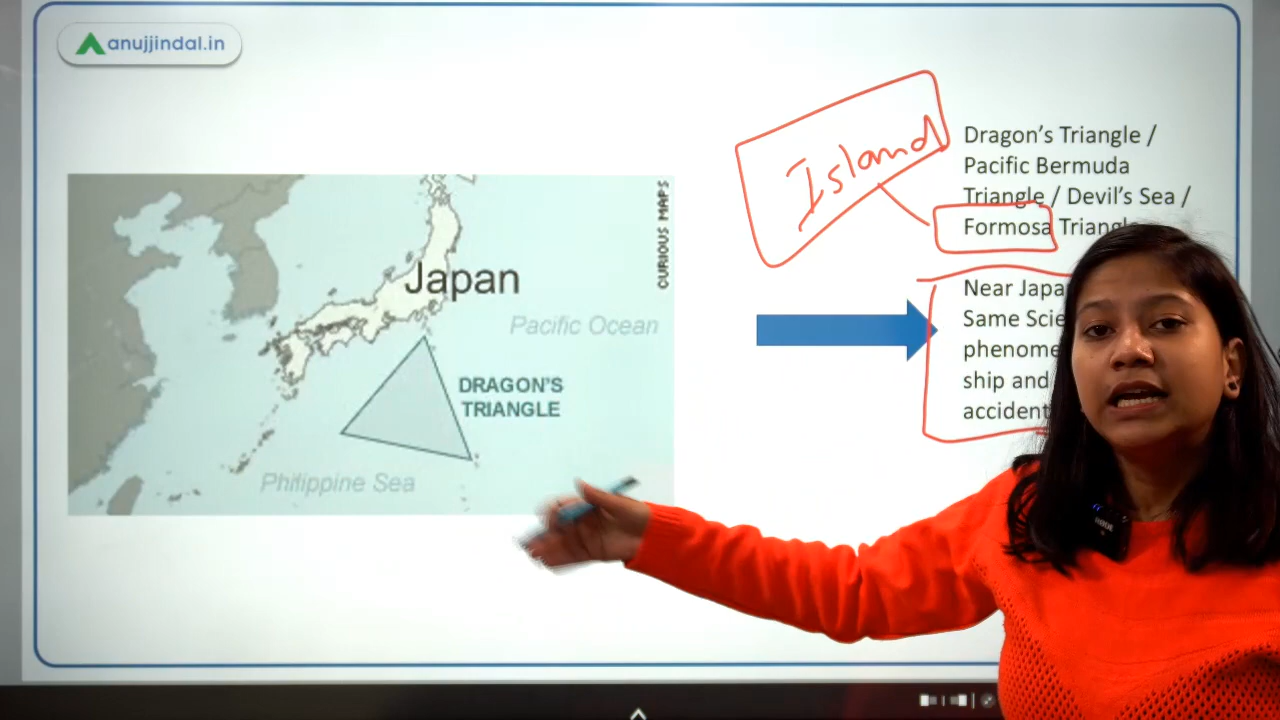 anujjindal.in
Island
Dragon's Triangle /
Pacific Bermuda
Triangle / Devil's Sea /
Formosa
CURIOUS MAPS
Japan
Pacific Ocean
DRAGON'S
TRIANGLE
Philippine Sea
Near
Same
ship and